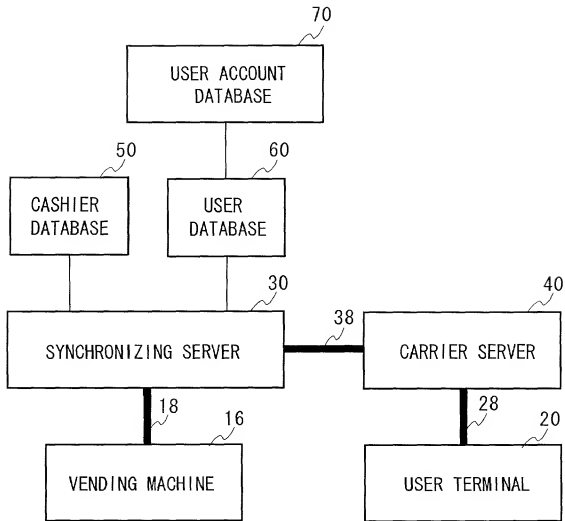 70
USER ACCOUNT
DATABASE
50
60
CASHIER
DATABASE
USER
DATABASE
30
40
SYNCHRONIZING SERVER
38
CARRIER SERVER
18
16
28
20
VENDING MACHINE
USER TERMINAL